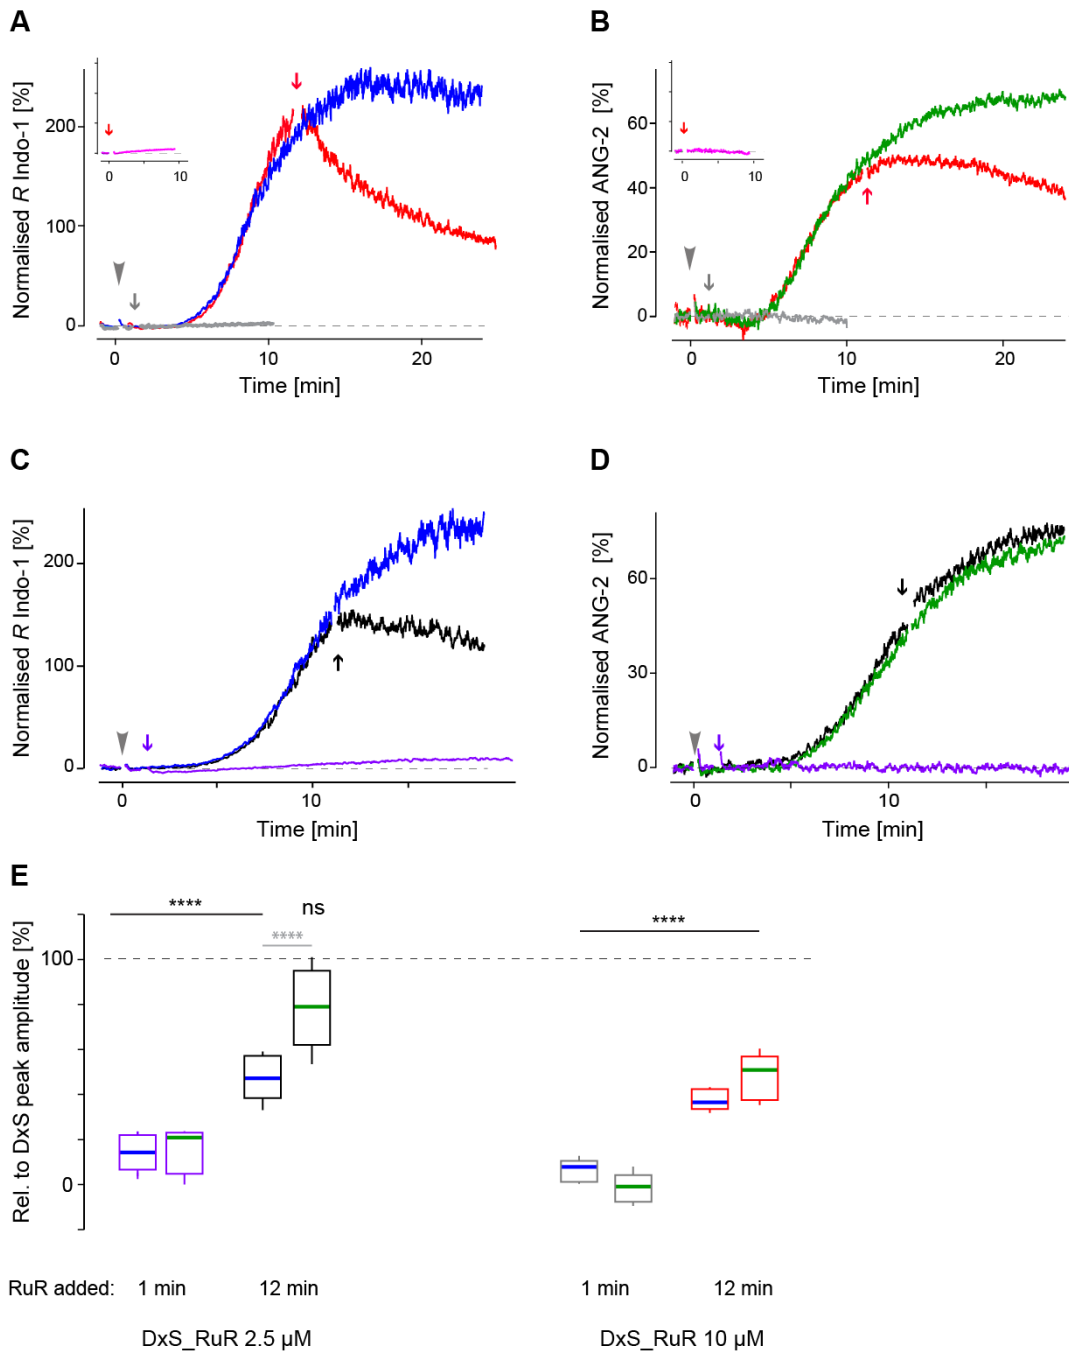 A
B
Normalised R Indo-1 [%]
200
100
0
0
10
0
10
20
Time [min]
Normalised ANG-2 [%]
60
40
20
0
0
10
0
10
20
Time [min]
C
D
Normalised R Indo-1 [%]
200
100
0
0
10
Time [min]
Normalised ANG-2 [%]
60
30
0
0
10
Time [min]
E
Rel. to DxS peak amplitude [%]
100
0
****
ns
****
****
RuR added: 1 min 12 min 1 min 12 min
DxS_RuR 2.5 µM DxS_RuR 10 µM